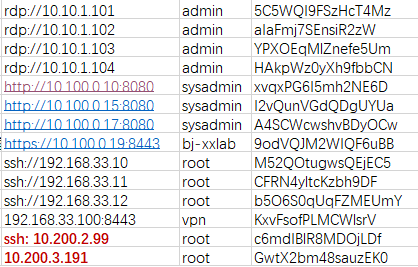 rdp://10.10.1.101 admin 5C5WQI9FSzHcT4Mz
rdp://10.10.1.102 admin alaFmj7SEnsiR2zW
rdp://10.10.1.103 admin YPXOEqMlZnefe5Um
rdp://10.10.1.104 admin HAkpWz0yXh9fbbCN
http://10.100.0.10:8080 sysadmin xvqxPG6I5mh2NE6D
http://10.100.0.15:8080 sysadmin I2vQunVGdQDgUYUa
http://10.100.0.17:8080 sysadmin A4SCWcwshvBDyOCw
https://10.100.0.19:8443 bj-xxlab 9odVQJM2WIQF6uBB
ssh://192.168.33.10 root M52QOtugwsQEjEC5
ssh://192.168.33.11 root CFRN4yltcKzbh9DF
ssh://192.168.33.12 root b5O6S0qUqFZMEUmY
192.168.33.100:8443 vpn KxvFsofPLMCWlsrV
ssh: 10.200.2.99 root c6mdIBlR8MDOjLDf
10.200.3.191 root GwtX2bm48sauzEK0